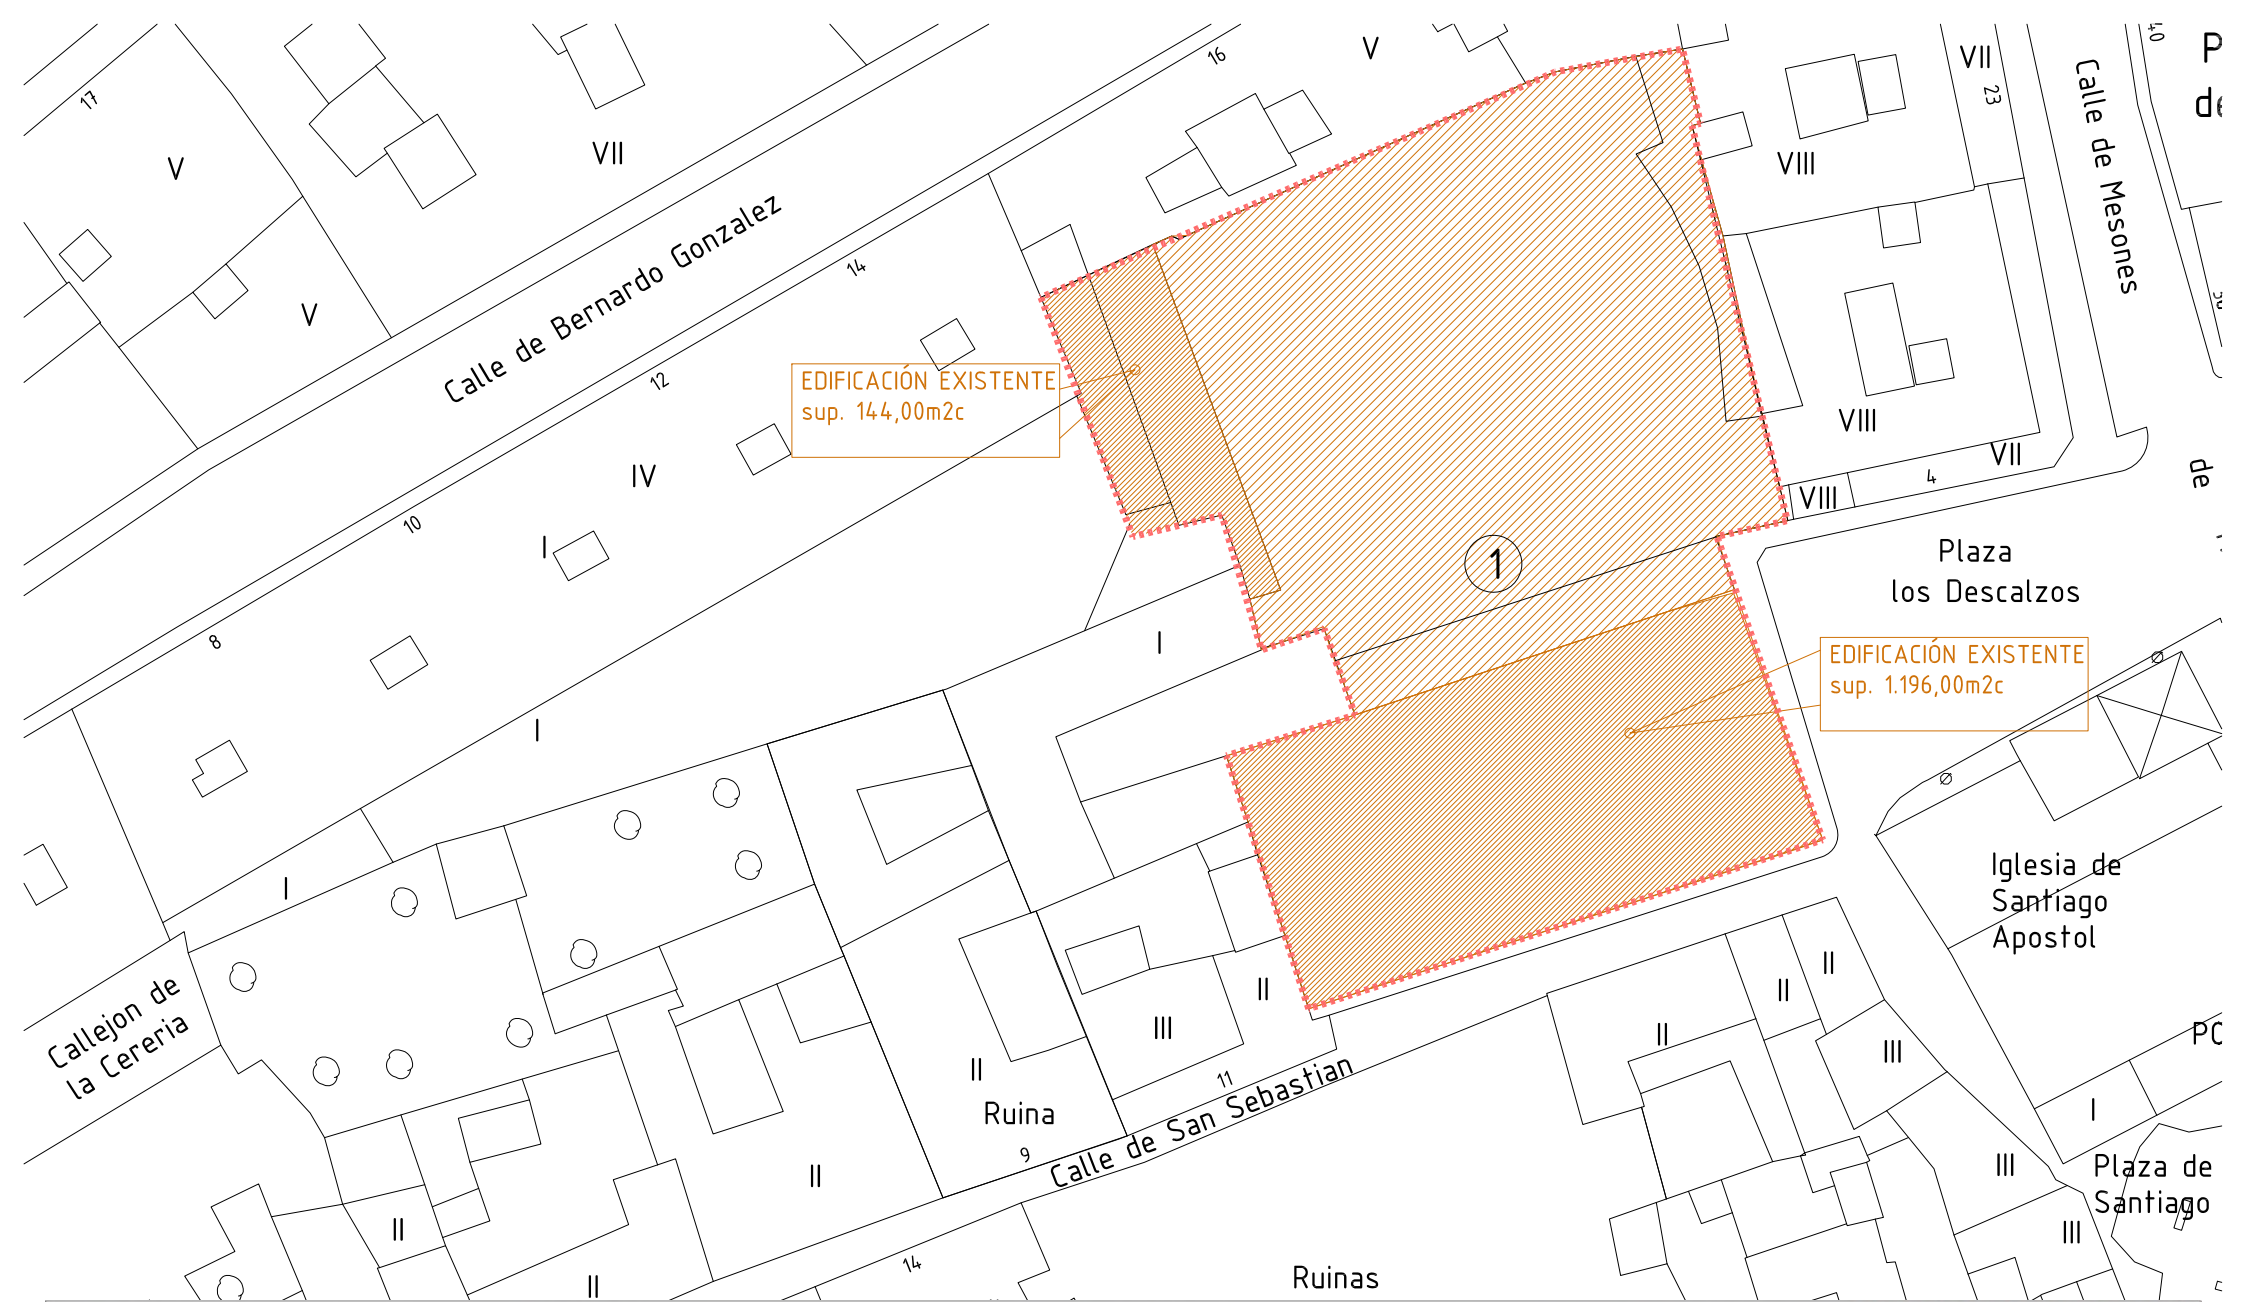 16
V
VII
23
40
17
V
VII
VIII
Calle de Mesones
Calle de Bernardo Gonzalez
14
V
EDIFICACIÓN EXISTENTE
sup. 144,00m2c
12
IV
VIII
VII
4
VIII
de
10
I
1
Plaza
los Descalzos
8
I
EDIFICACIÓN EXISTENTE
sup. 1.196,00m2c
I
I
Iglesia de
Santiago
Apostol
Callejon de
la Cereria
II
III
II
II
II
II
III
II
Ruina
11
9
Calle de San Sebastian
I
III
Plaza de
Santiago
II
II
III
14
II
Ruinas